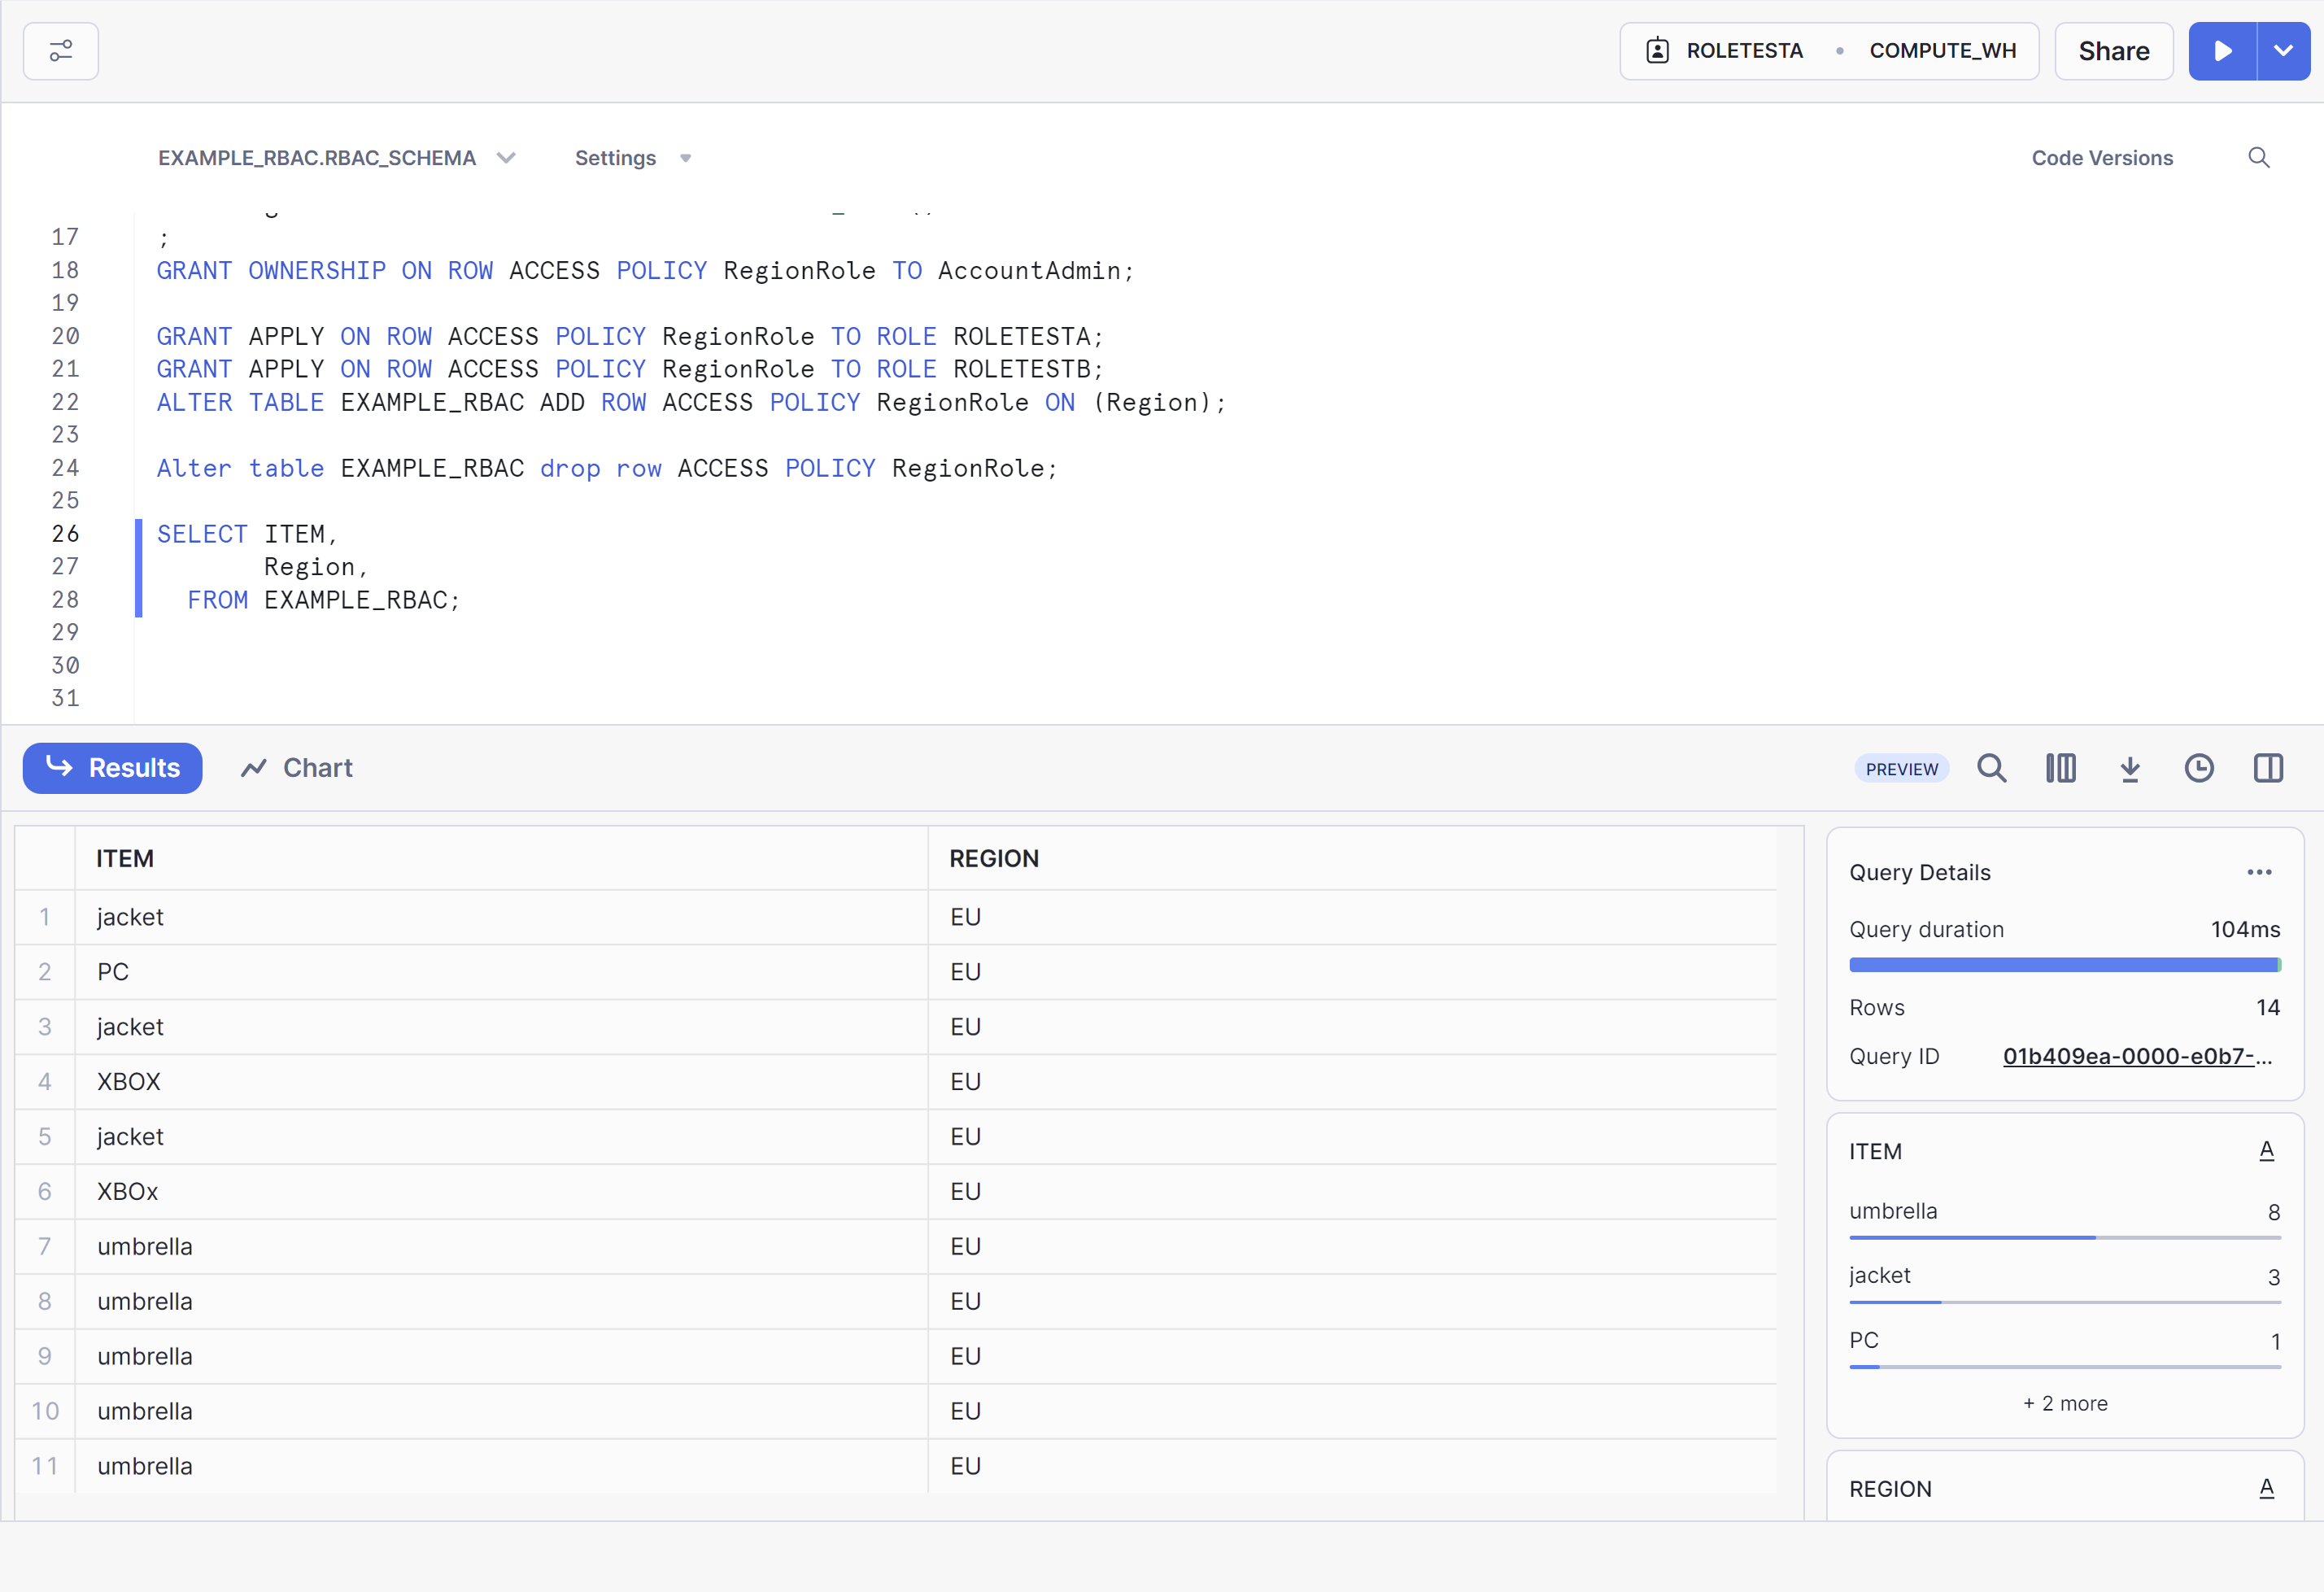 ROLETESTA • COMPUTE_WH
Share
EXAMPLE_RBAC.RBAC_SCHEMA
Settings
Code Versions
17 ;
18 GRANT OWNERSHIP ON ROW ACCESS POLICY RegionRole TO AccountAdmin;
19
20 GRANT APPLY ON ROW ACCESS POLICY RegionRole TO ROLE ROLETESTA;
21 GRANT APPLY ON ROW ACCESS POLICY RegionRole TO ROLE ROLETESTB;
22 ALTER TABLE EXAMPLE_RBAC ADD ROW ACCESS POLICY RegionRole ON (Region);
23
24 Alter table EXAMPLE_RBAC drop row ACCESS POLICY RegionRole;
25
26 SELECT ITEM,
27 Region,
28 FROM EXAMPLE_RBAC;
29
30
31
Results
Chart
PREVIEW
ITEM REGION
1 jacket EU
2 PC EU
3 jacket EU
4 XBOX EU
5 jacket EU
6 XBOx EU
7 umbrella EU
8 umbrella EU
9 umbrella EU
10 umbrella EU
11 umbrella EU
Query Details ...
Query duration 104ms
Rows 14
Query ID 01b409ea-0000-e0b7-...
ITEM A
umbrella 8
jacket 3
PC 1
+ 2 more
REGION A